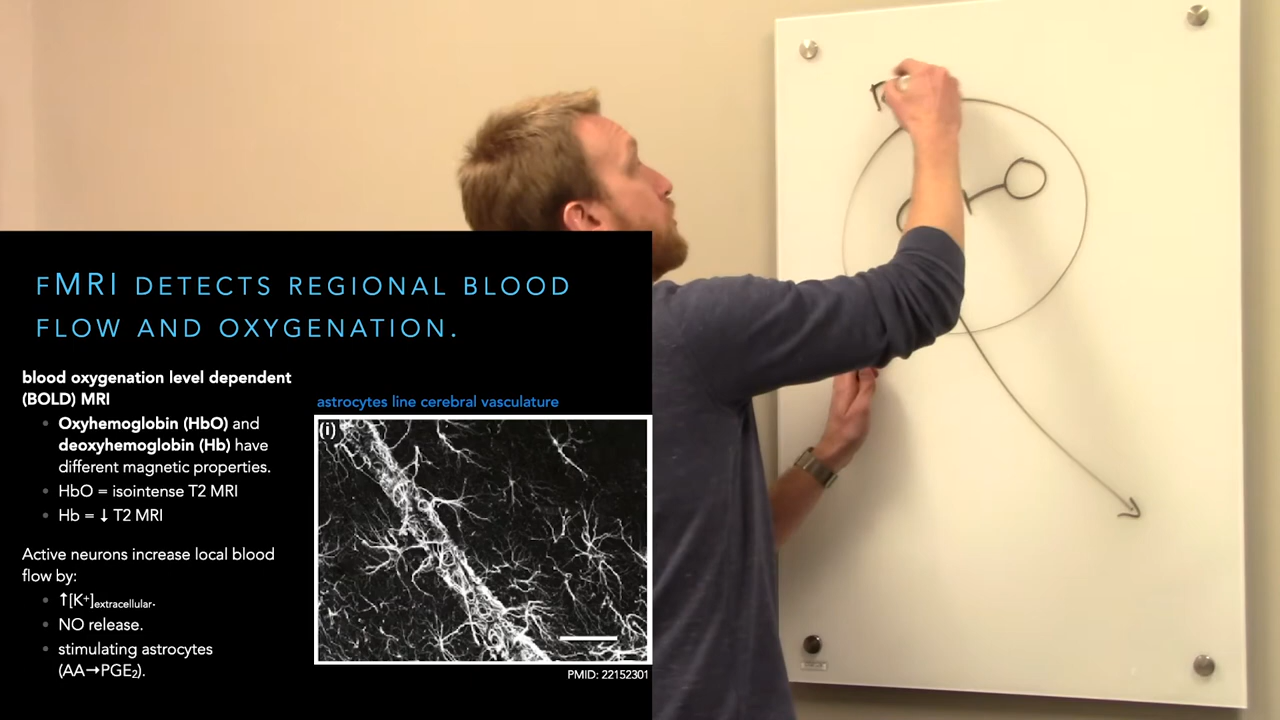 FMRI DETECTS REGIONAL BLOOD
FLOW AND OXYGENATION.
blood oxygenation level dependent
(BOLD) MRI
• Oxyhemoglobin (HbO) and
deoxyhemoglobin (Hb) have
different magnetic properties.
• HbO = isointense T2 MRI
• Hb = ↓ T2 MRI
Active neurons increase local blood
flow by:
• ↑[K⁺]extracellular.
• NO release.
• stimulating astrocytes
(AA→PGE₂).
astrocytes line cerebral vasculature
(i)
PMID: 22152301